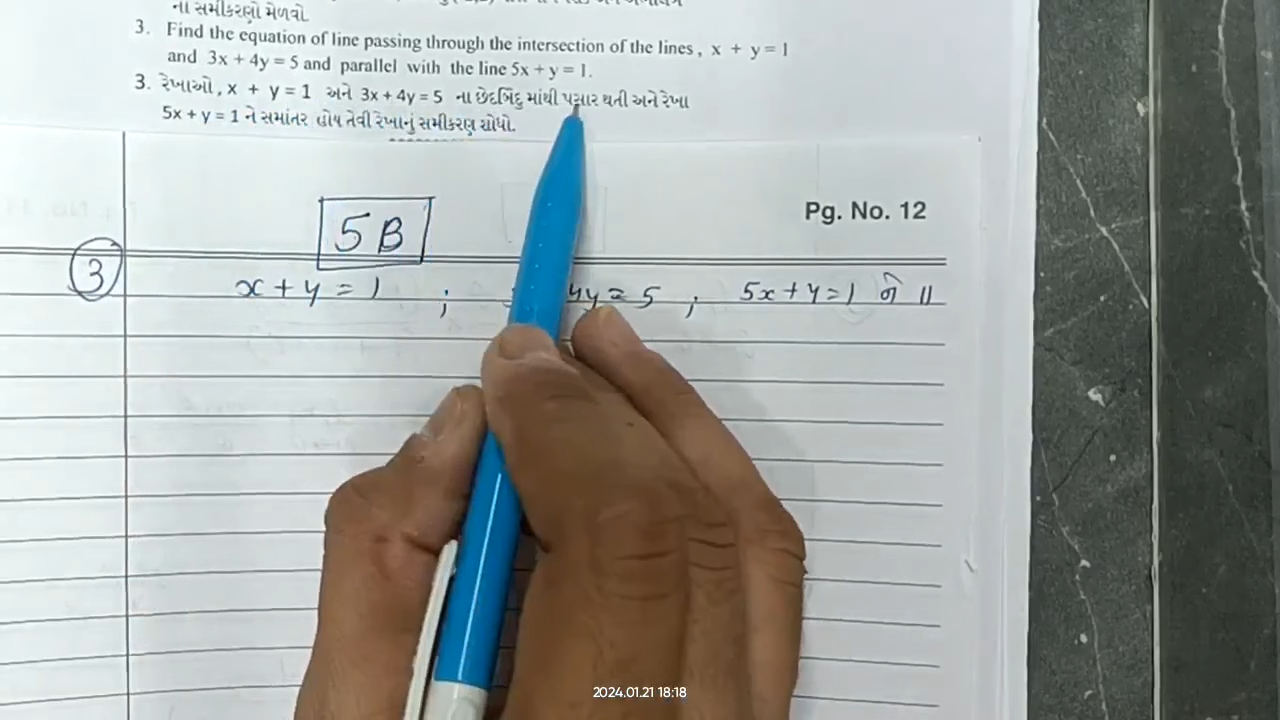 ના સમીકરણો મેળવો.
3. Find the equation of line passing through the intersection of the lines, x + y = 1
and 3x + 4y = 5 and parallel with the line 5x + y = 1.
3. રેખાઓ, x + y = 1 અને 3x + 4y = 5 ના છેદબિંદુ માંથી પસાર થતી અને રેખા
5x + y = 1 ને સમાંતર હોય તેવી રેખાનું સમીકરણ શોધો.
5 B
Pg. No. 12
3 x + y = 1 ; 4y = 5 ; 5x + y = 1 ને ॥
2024.01.21 18:18